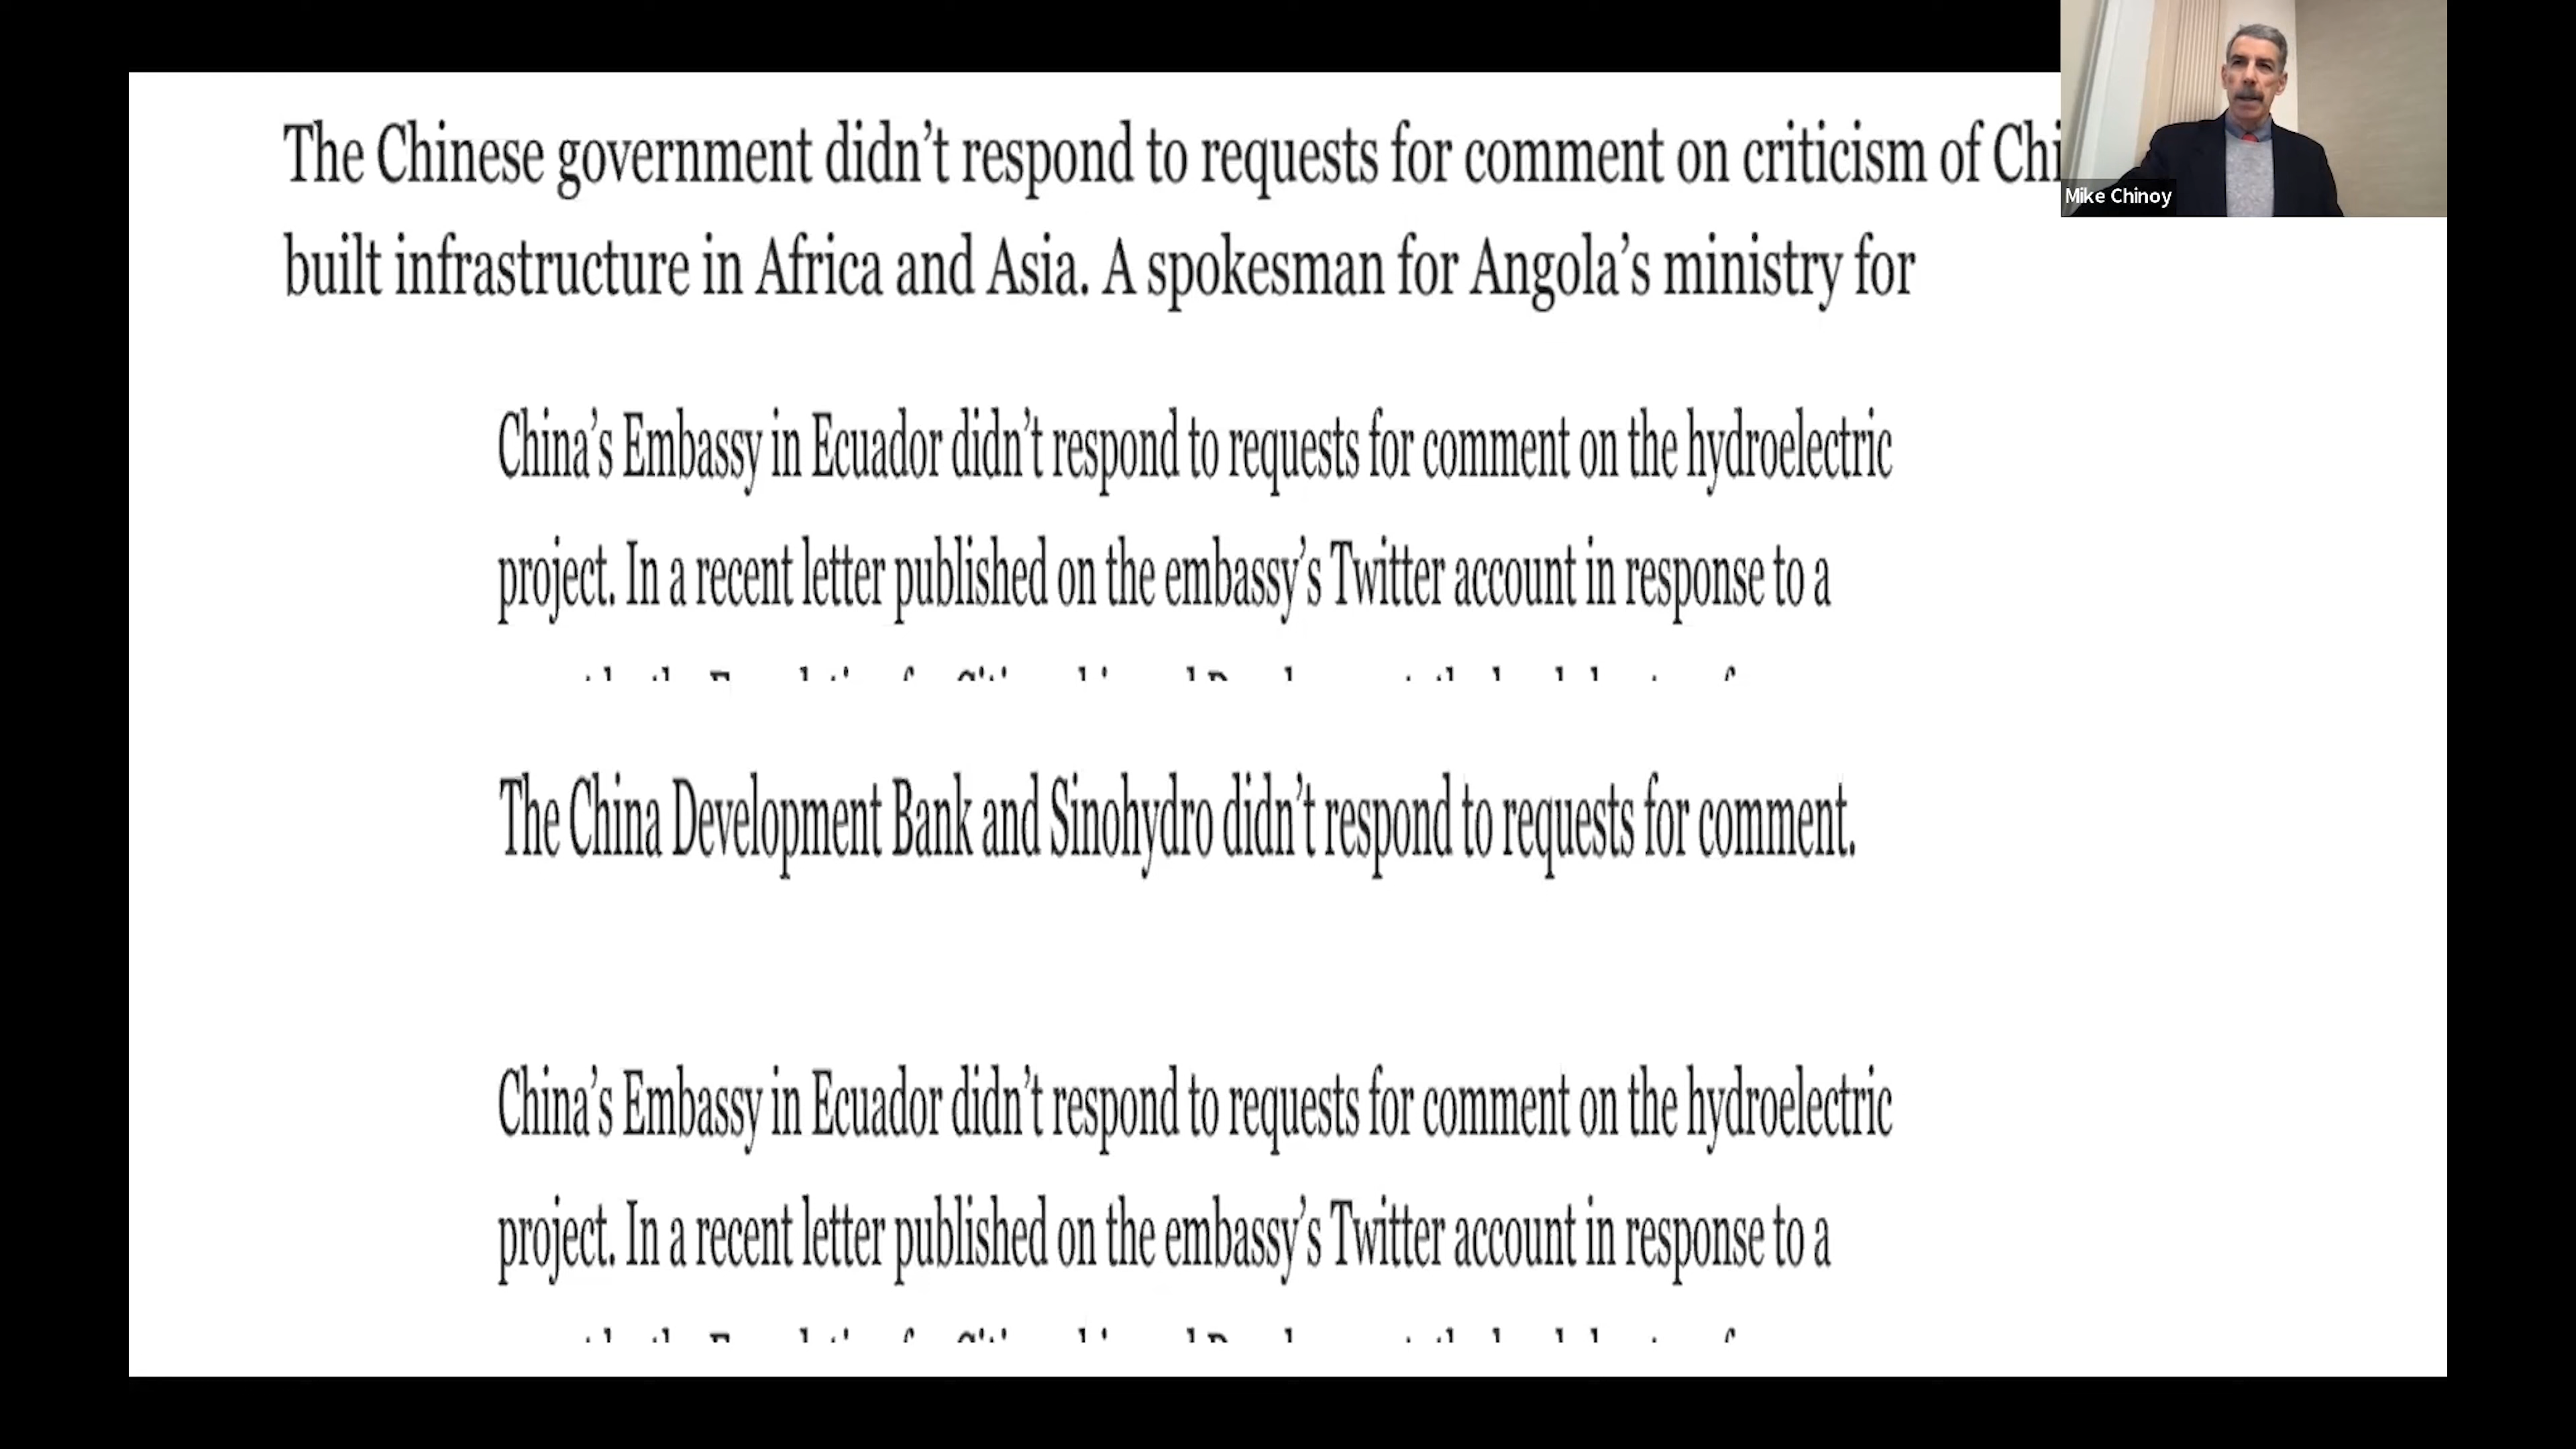 The Chinese government didn’t respond to requests for comment on criticism of Chi
Mike Chinoy
built infrastructure in Africa and Asia. A spokesman for Angola’s ministry for
China’s Embassy in Ecuador didn’t respond to requests for comment on the hydroelectric
project. In a recent letter published on the embassy’s Twitter account in response to a
The China Development Bank and Sinohydro didn’t respond to requests for comment.
China’s Embassy in Ecuador didn’t respond to requests for comment on the hydroelectric
project. In a recent letter published on the embassy’s Twitter account in response to a